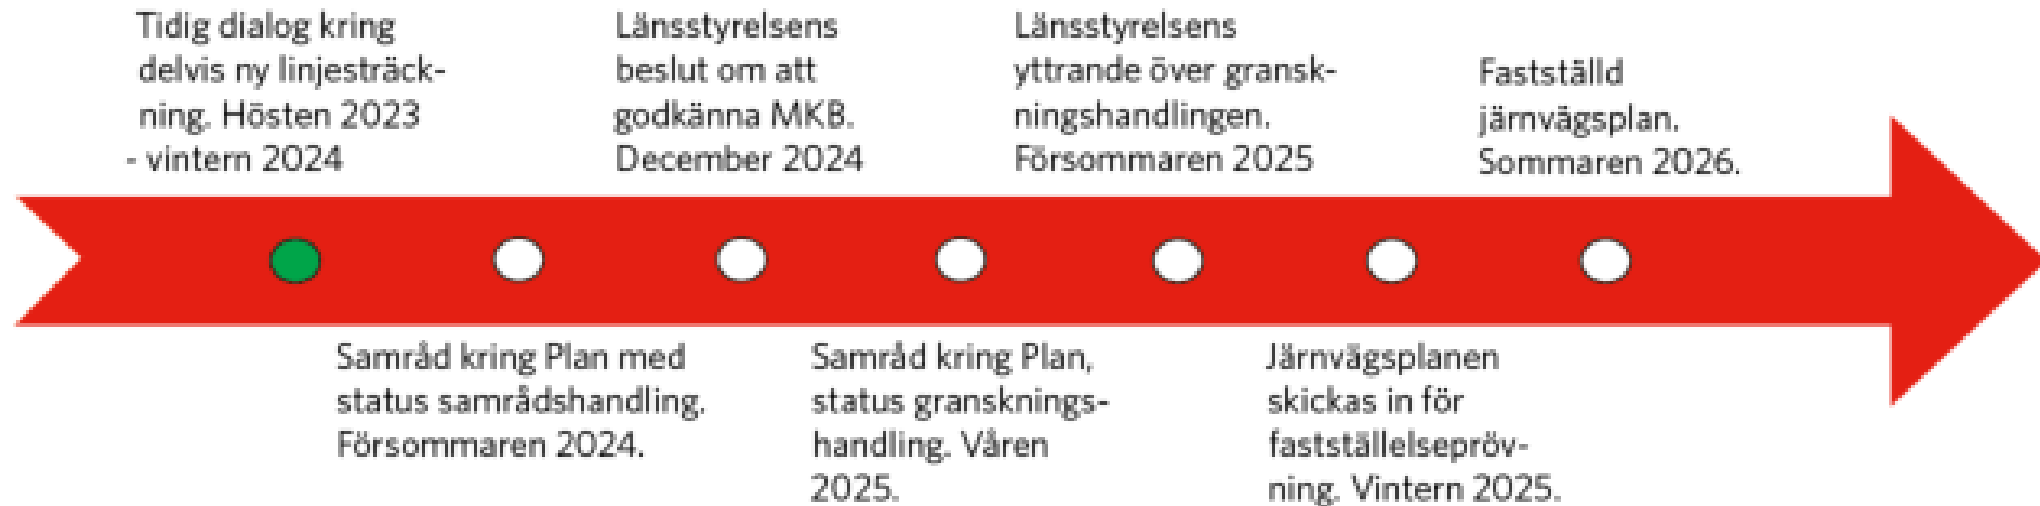 Tidig dialog kring
delvis ny linjesträck-
ning. Hösten 2023
- vintern 2024
Länsstyrelsens
beslut om att
godkänna MKB.
December 2024
Länsstyrelsens
yttrande över gransk-
ningshandlingen.
Försommaren 2025
Fastställd
järnvägsplan.
Sommaren 2026.
Samråd kring Plan med
status samrådshandling.
Försommaren 2024.
Samråd kring Plan,
status gransknings-
handling. Våren
2025.
Järnvägsplanen
skickas in för
fastställelsepröv-
ning. Vintern 2025.